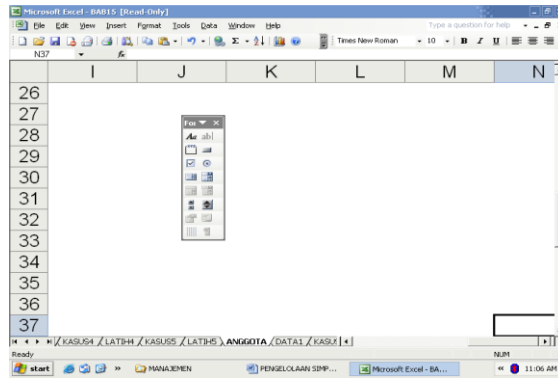 Microsoft Excel - BAB15 [Read-Only]
File Edit View Insert Format Tools Data Window Help Type a question for help
Times New Roman 10 B I U
N37 fx
I J K L M N
26
27
28
29
30
31
32
33
34
35
36
37
For
Aa ab|
KASUS4 LATIH4 KASUS5 LATIH5 ANGGOTA DATA1 KASU
Ready NUM
start MANAJEMEN PENGELOLAAN SIMP... Microsoft Excel - BA... 11:06 AM